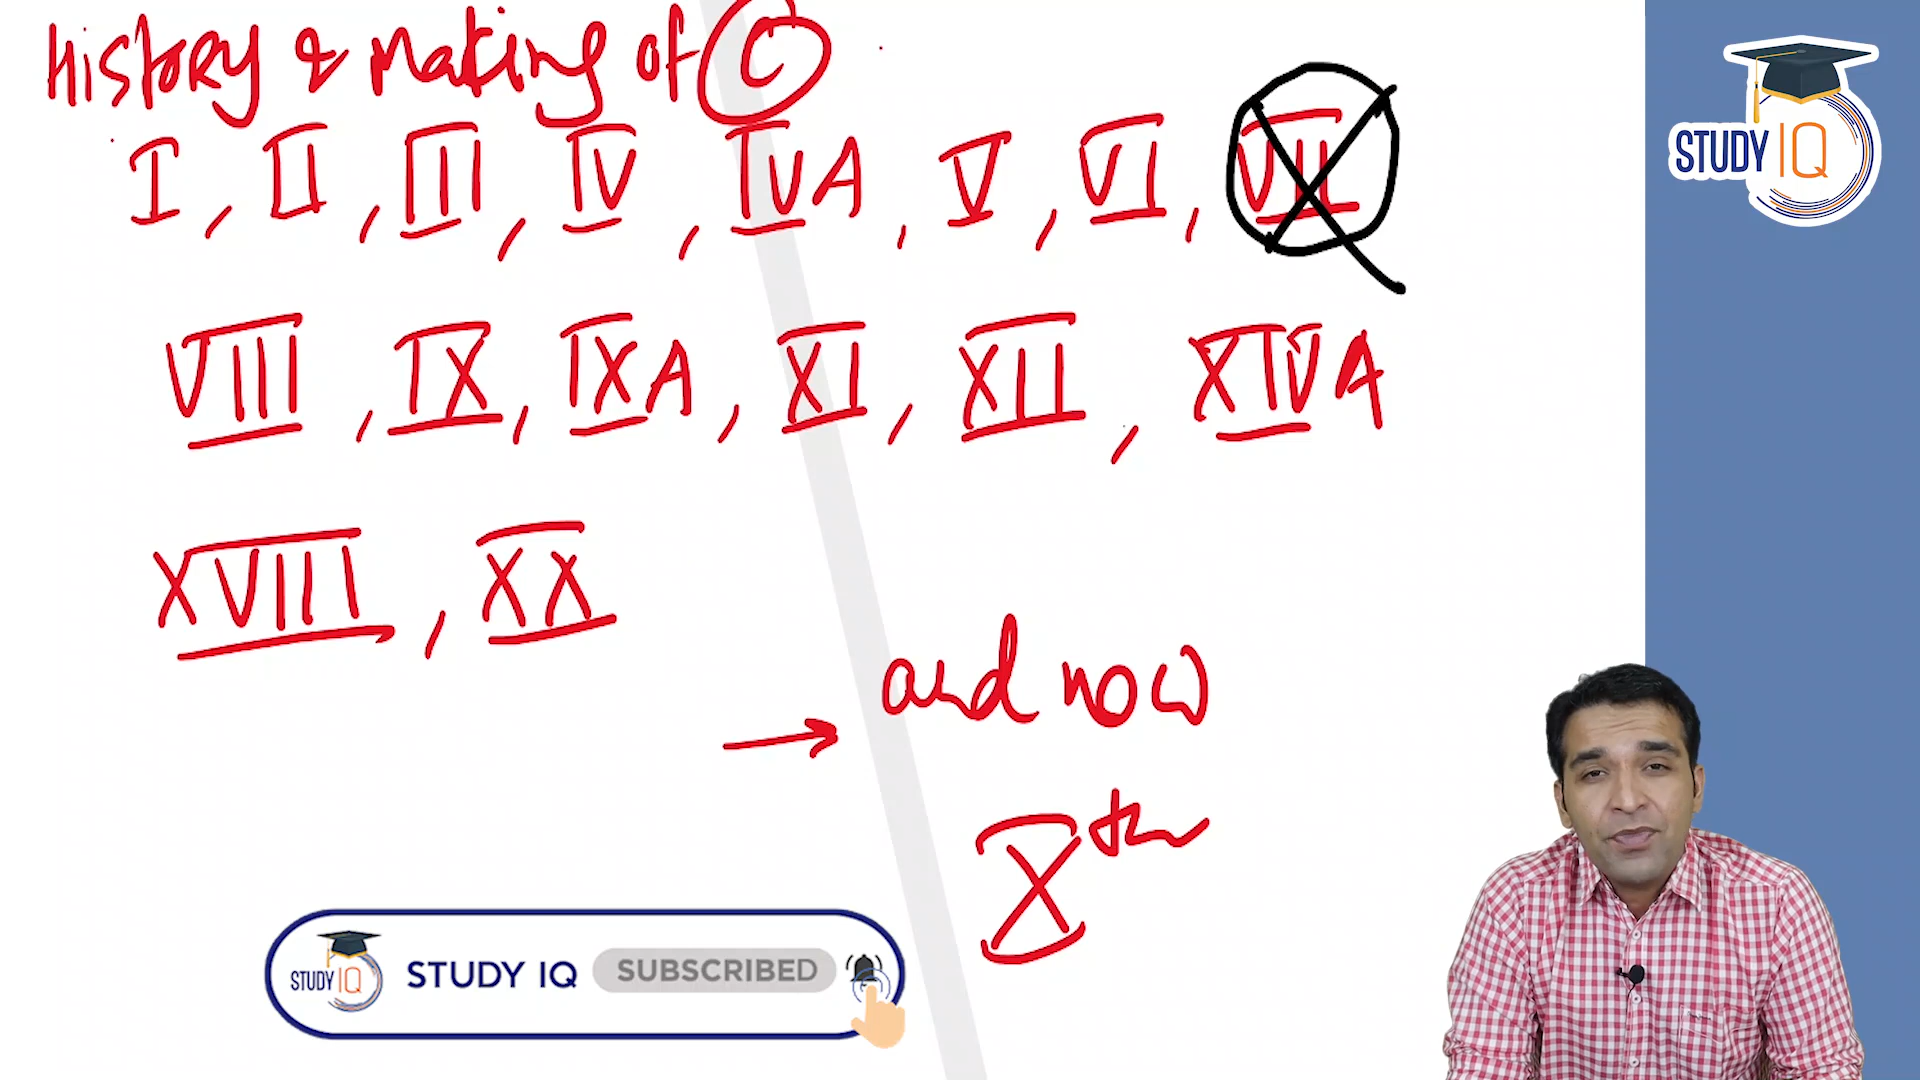 History & Making of C
I, II, III, IV, IVA, V, VI, VII
STUDY IQ
VIII, IX, IXA, XI, XII, XIVA
XVIII, XX
→ and now
Xth
STUDY IQ STUDY IQ SUBSCRIBED